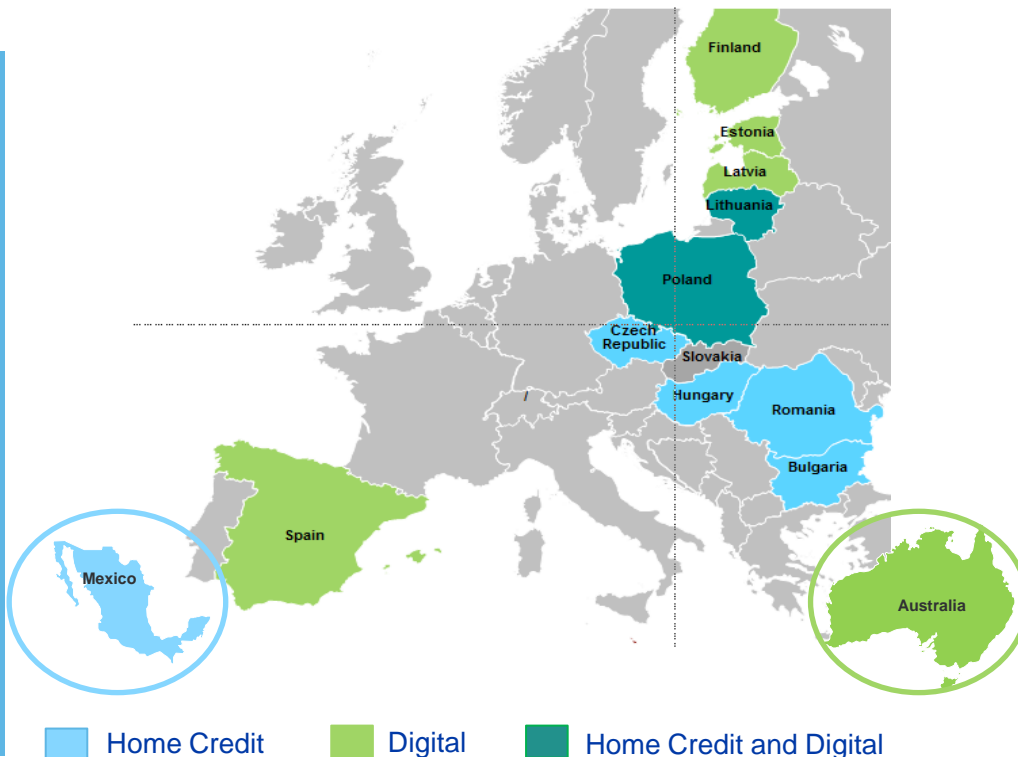 Finland
Estonia
Latvia
Lithuania
Poland
Czech
Republic
Slovakia
Hungary
Romania
Bulgaria
Spain
Mexico
Australia
Home Credit
Digital
Home Credit and Digital